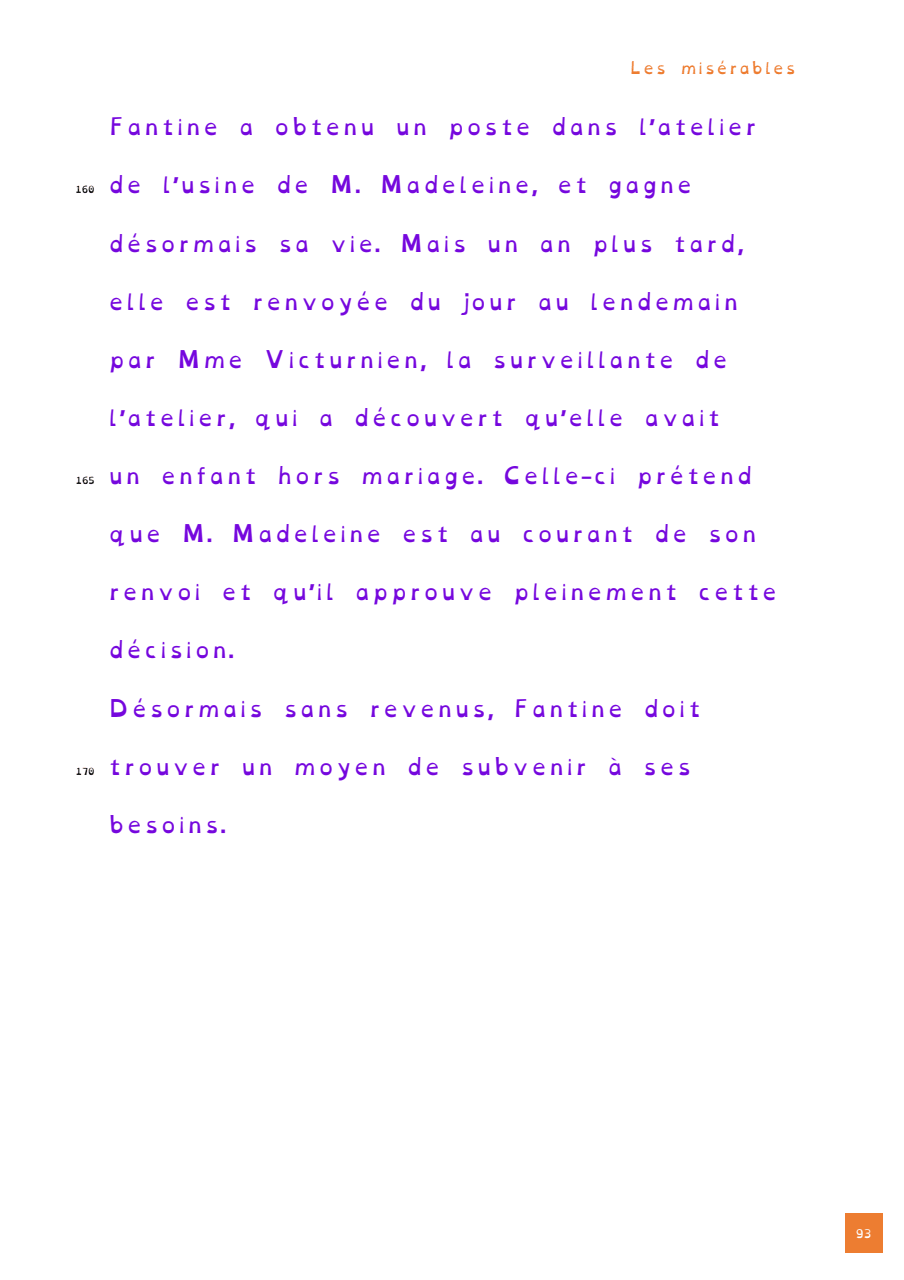 Les misérables
Fantine a obtenu un poste dans l'atelier
160 de l'usine de M. Madeleine, et gagne
désormais sa vie. Mais un an plus tard,
elle est renvoyée du jour au lendemain
par Mme Victurnien, la surveillante de
l'atelier, qui a découvert qu'elle avait
165 un enfant hors mariage. Celle-ci prétend
que M. Madeleine est au courant de son
renvoi et qu'il approuve pleinement cette
décision.
Désormais sans revenus, Fantine doit
170 trouver un moyen de subvenir à ses
besoins.
93